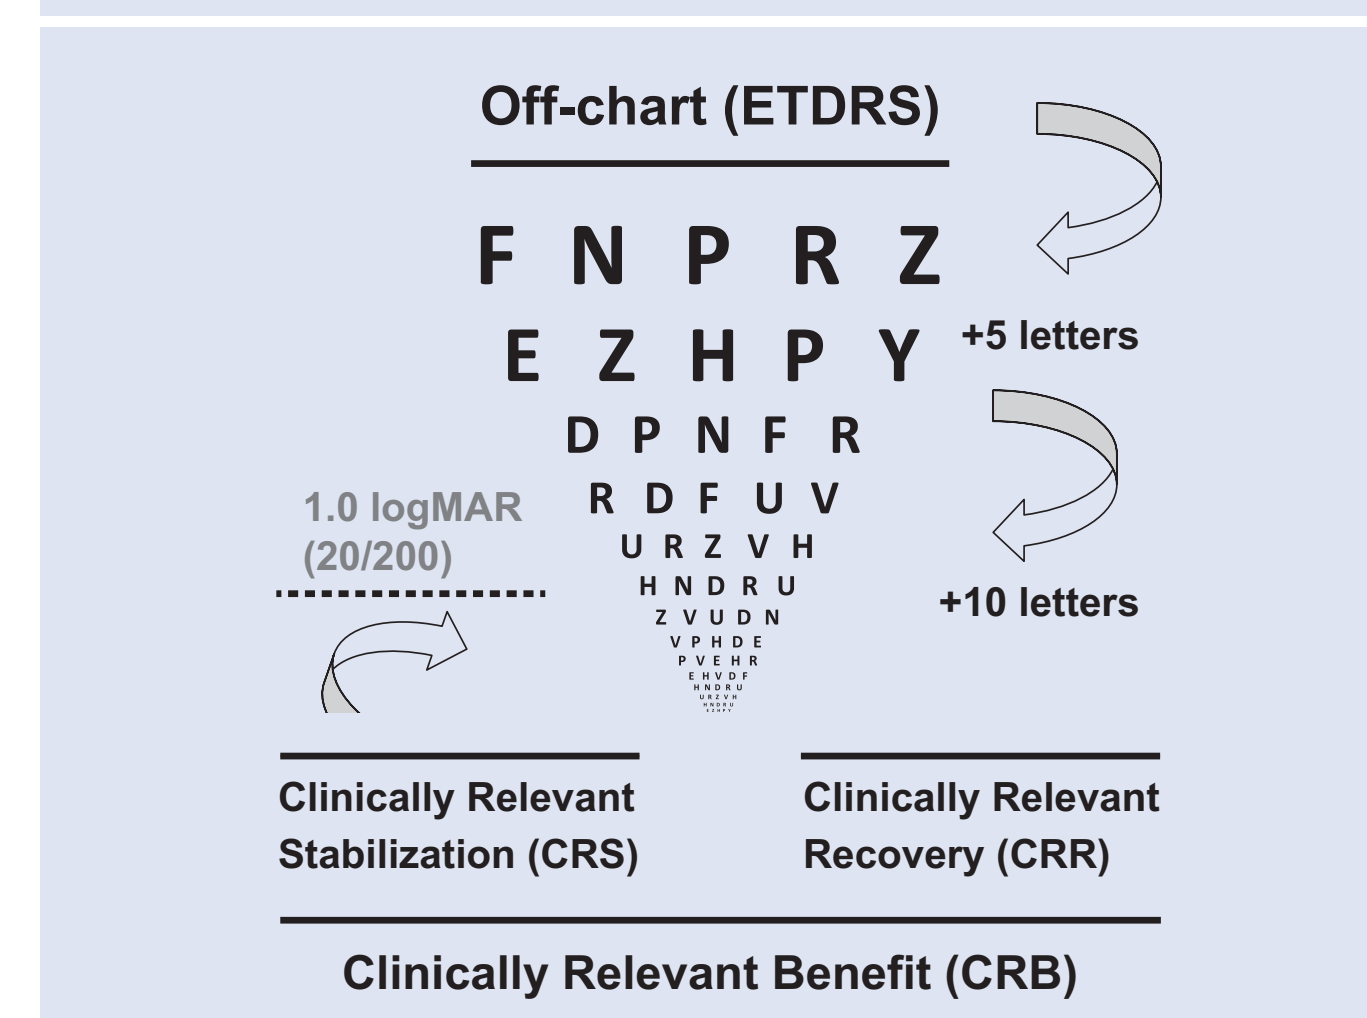 Off-chart (ETDRS)
F N P R Z
E Z H P Y
+5 letters
D P N F R
R D F U V
1.0 logMAR
(20/200)
U R Z V H
H N D R U
+10 letters
Z V U D N
V P H D E
P V E H R
E H V D F
H N D R U
U R Z V H
H N D R U
E Z H P Y
Clinically Relevant
Stabilization (CRS)
Clinically Relevant
Recovery (CRR)
Clinically Relevant Benefit (CRB)